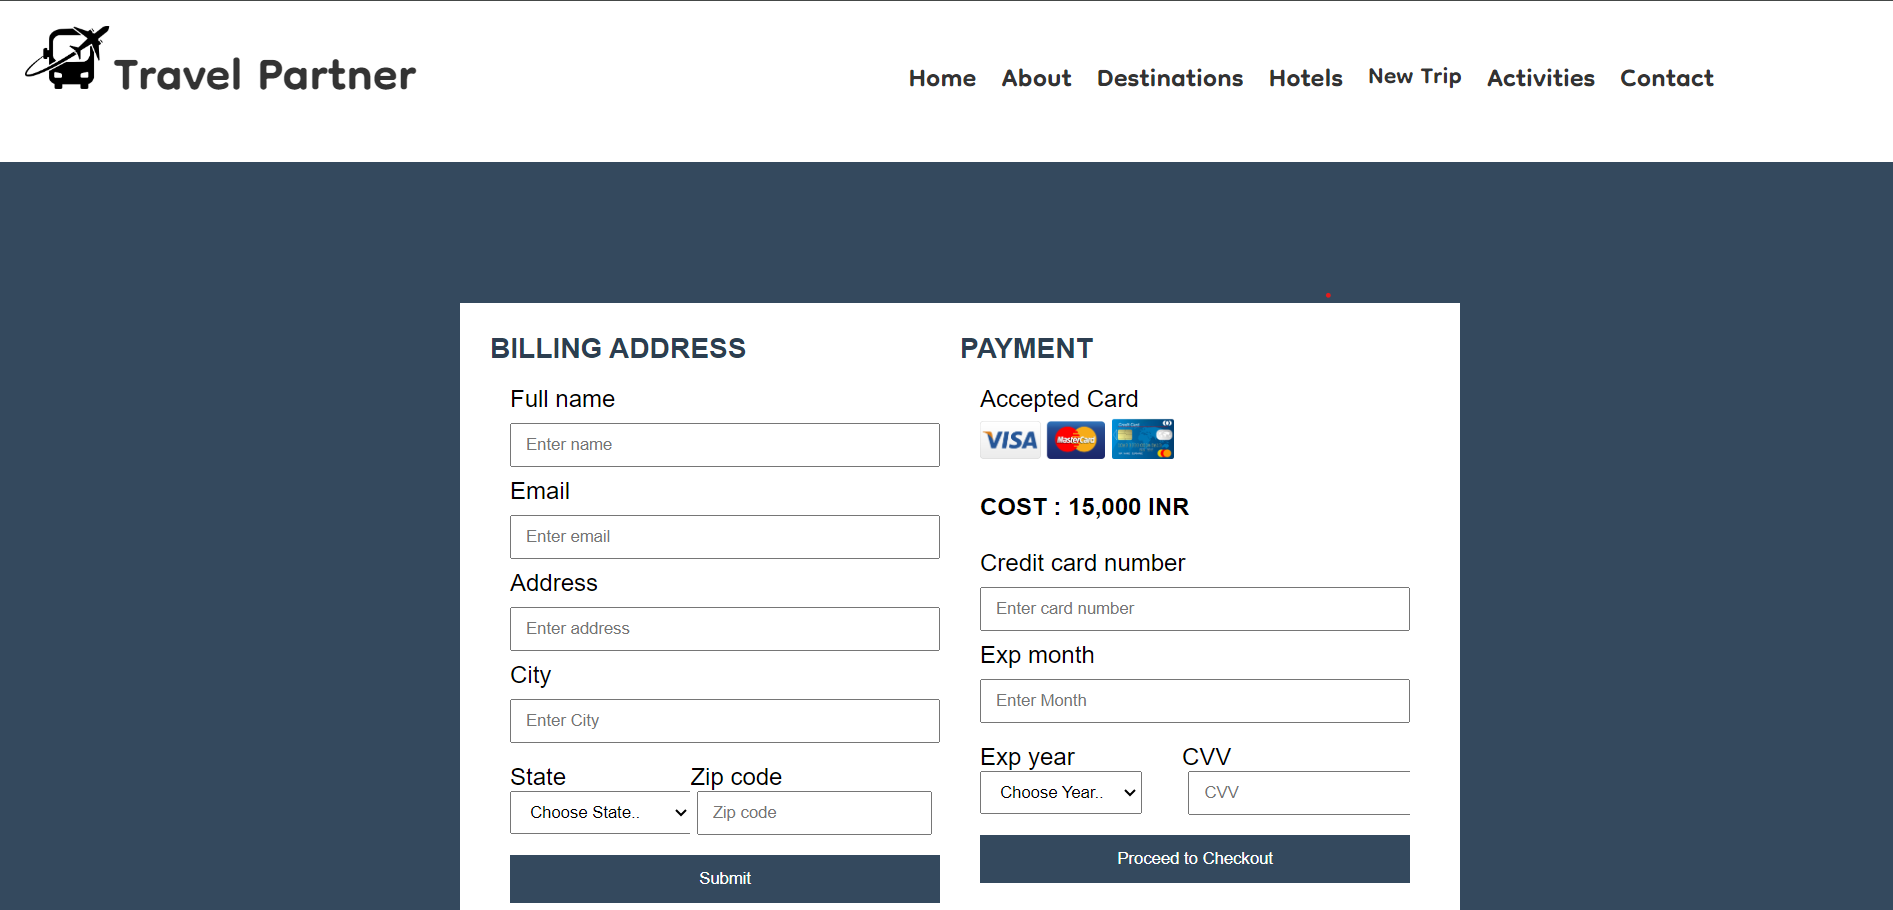 Travel Partner
Home About Destinations Hotels New Trip Activities Contact
BILLING ADDRESS
Full name
Enter name
Email
Enter email
Address
Enter address
City
Enter City
State Zip code
Choose State.. Zip code
Submit
PAYMENT
Accepted Card
VISA MasterCard Credit Card
COST : 15,000 INR
Credit card number
Enter card number
Exp month
Enter Month
Exp year CVV
Choose Year.. CVV
Proceed to Checkout